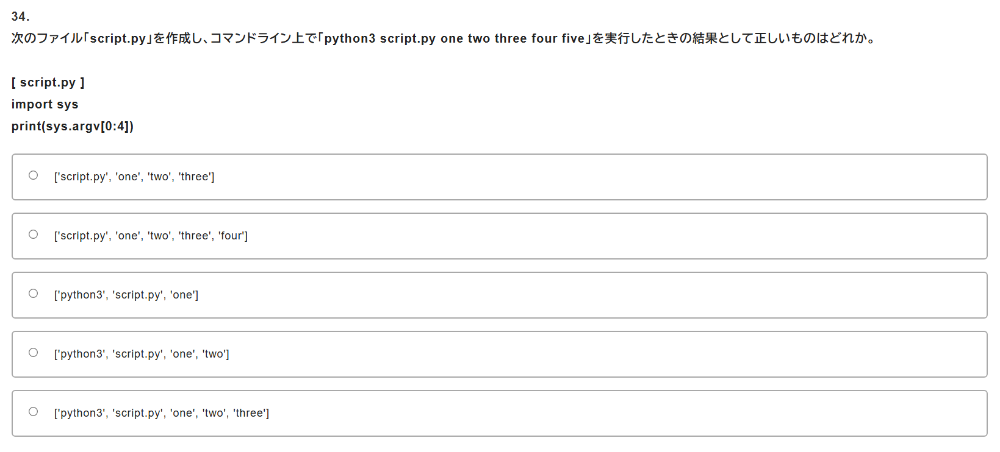 34.
次のファイル「script.py」を作成し、コマンドライン上で「python3 script.py one two three four five」を実行したときの結果として正しいものはどれか。
[ script.py ]
import sys
print(sys.argv[0:4])
['script.py', 'one', 'two', 'three']
['script.py', 'one', 'two', 'three', 'four']
['python3', 'script.py', 'one']
['python3', 'script.py', 'one', 'two']
['python3', 'script.py', 'one', 'two', 'three']